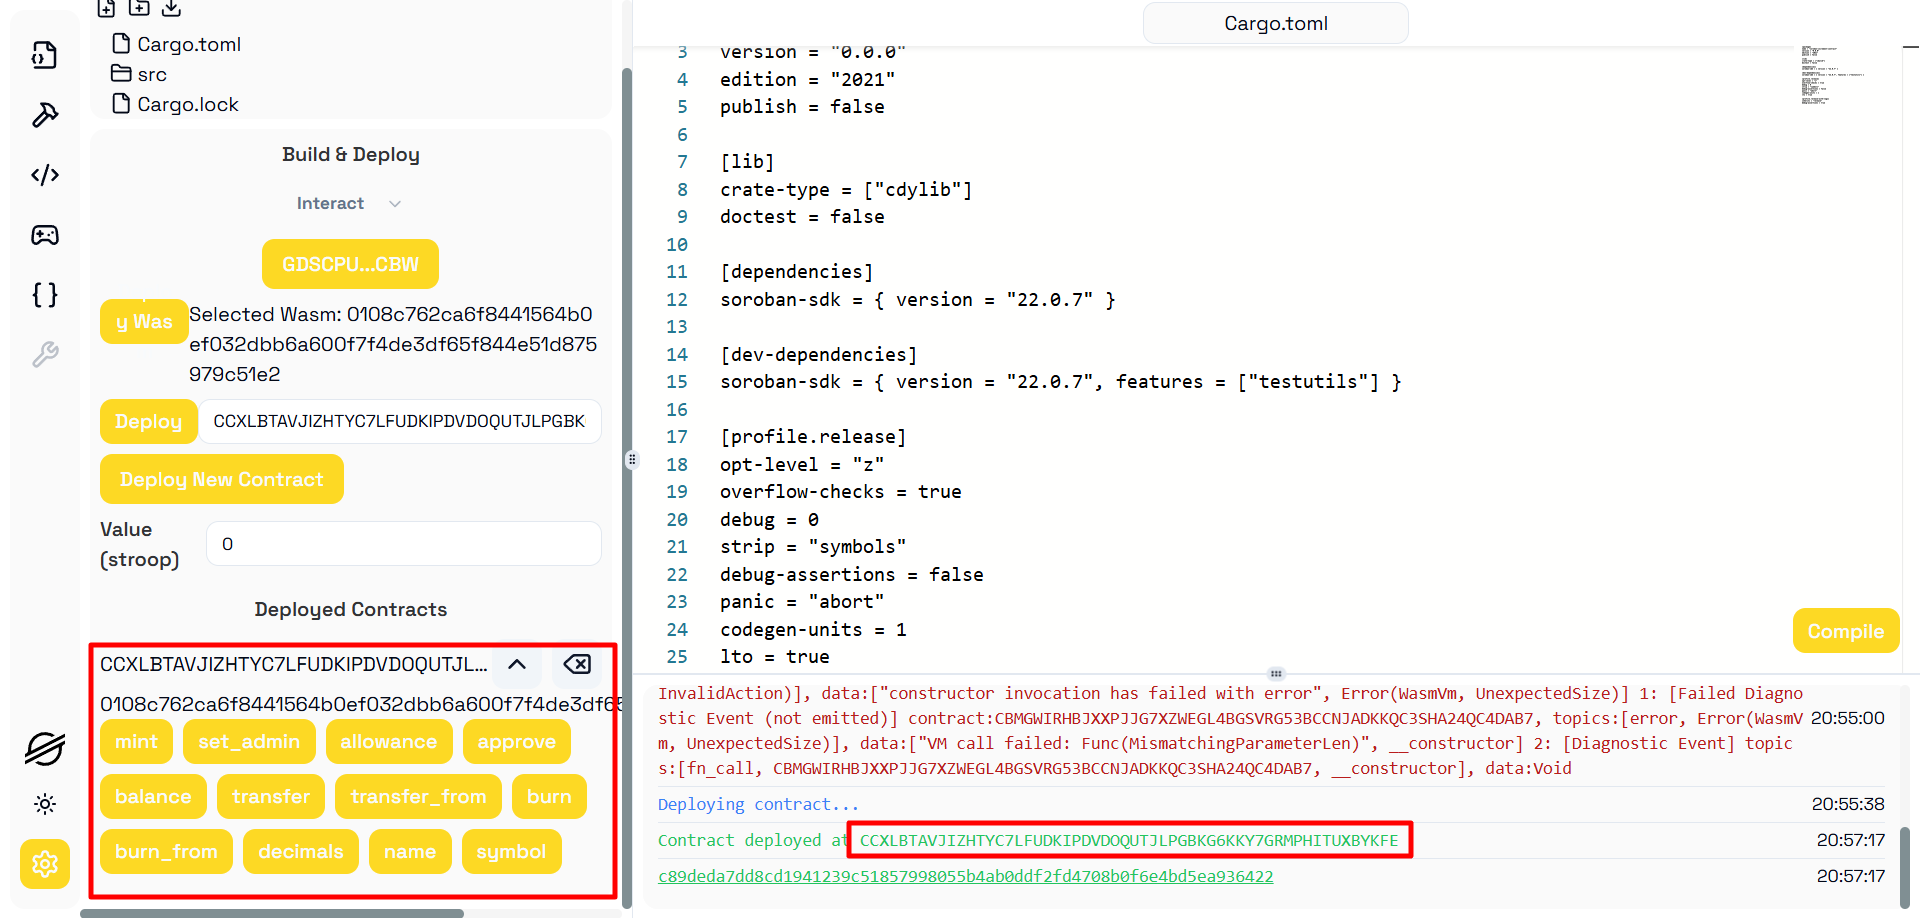 Cargo.toml
src
Cargo.lock
Build & Deploy
Interact
GDSCPU...CBW
y Was
Selected Wasm: 0108c762ca6f8441564b0
ef032dbb6a600f7f4de3df65f844e51d875
979c51e2
Deploy
CCXLBTAVJIZHTYC7LFUDKIPDVDOQUTJLPGBK
Deploy New Contract
Value
(stroop)
0
Deployed Contracts
CCXLBTAVJIZHTYC7LFUDKIPDVDOQUTJL...
0108c762ca6f8441564b0ef032dbb6a600f7f4de3df65
mint set_admin allowance approve
balance transfer transfer_from burn
burn_from decimals name symbol
Cargo.toml
3 version = "0.0.0"
4 edition = "2021"
5 publish = false
6
7 [lib]
8 crate-type = ["cdylib"]
9 doctest = false
10
11 [dependencies]
12 soroban-sdk = { version = "22.0.7" }
13
14 [dev-dependencies]
15 soroban-sdk = { version = "22.0.7", features = ["testutils"] }
16
17 [profile.release]
18 opt-level = "z"
19 overflow-checks = true
20 debug = 0
21 strip = "symbols"
22 debug-assertions = false
23 panic = "abort"
24 codegen-units = 1
25 lto = true
Compile
InvalidAction)], data:["constructor invocation has failed with error", Error(WasmVm, UnexpectedSize)] 1: [Failed Diagno
stic Event (not emitted)] contract:CBMGWIRHBJXXPJJG7XZWEGL4BGSVRG53BCCNJADKKQC3SHA24QC4DAB7, topics:[error, Error(WasmV 20:55:00
m, UnexpectedSize)], data:["VM call failed: Func(MismatchingParameterLen)", __constructor] 2: [Diagnostic Event] topic
s:[fn_call, CBMGWIRHBJXXPJJG7XZWEGL4BGSVRG53BCCNJADKKQC3SHA24QC4DAB7, __constructor], data:Void
Deploying contract... 20:55:38
Contract deployed at CCXLBTAVJIZHTYC7LFUDKIPDVDOQUTJLPGBKG6KKY7GRMPHITUXBYKFE 20:57:17
c89deda7dd8cd1941239c51857998055b4ab0ddf2fd4708b0f6e4bd5ea936422 20:57:17